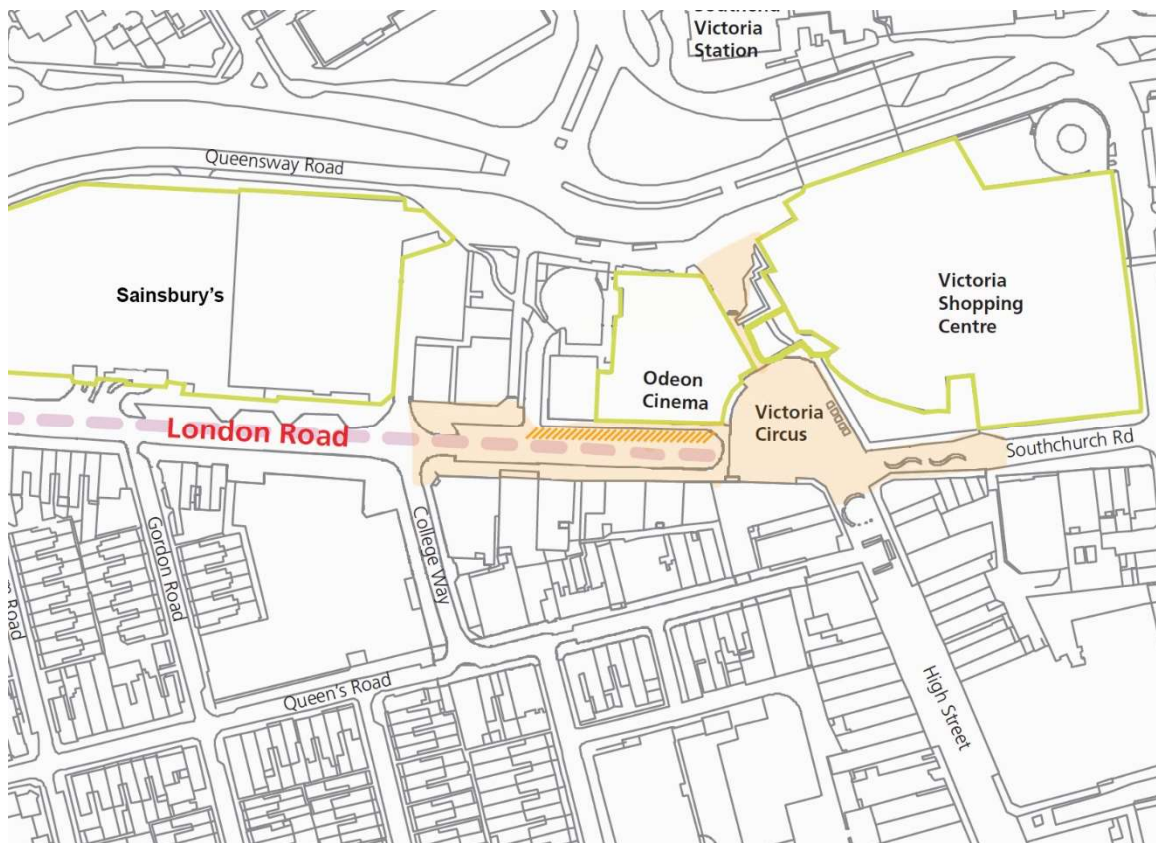 Southend
Victoria
Station
Queensway Road
Sainsbury's
Victoria
Shopping
Centre
Odeon
Cinema
Victoria
Circus
London Road
Southchurch Rd
Gordon Road
College Way
n Road
Queen's Road
High Street